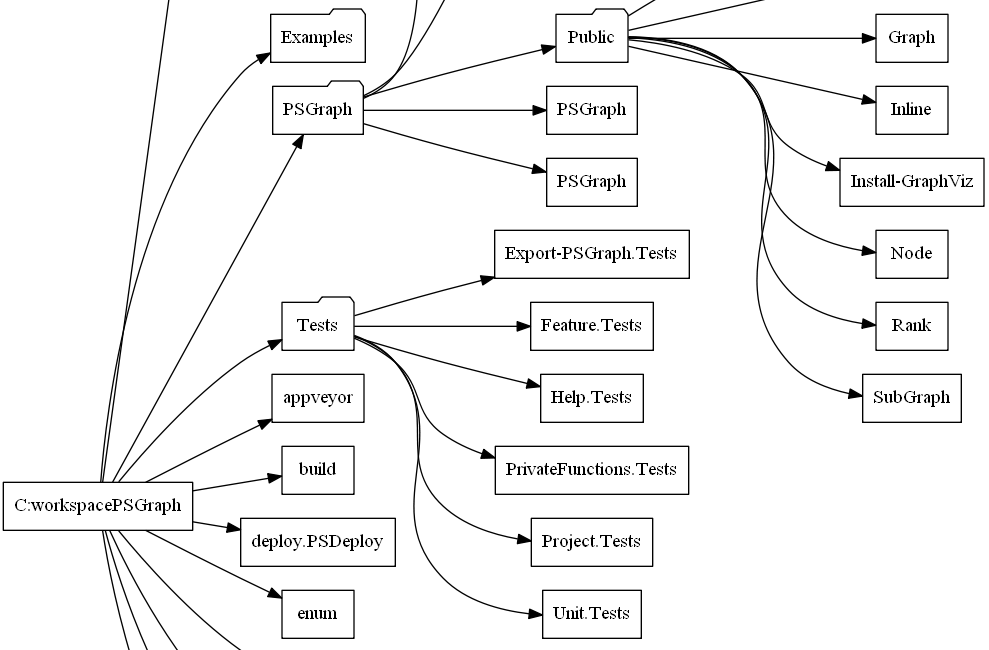 Examples
Public
Graph
PSGraph
PSGraph
Inline
PSGraph
Install-GraphViz
Export-PSGraph.Tests
Node
Tests
Feature.Tests
Rank
appveyor
Help.Tests
SubGraph
build
PrivateFunctions.Tests
C:workspacePSGraph
deploy.PSDeploy
Project.Tests
enum
Unit.Tests